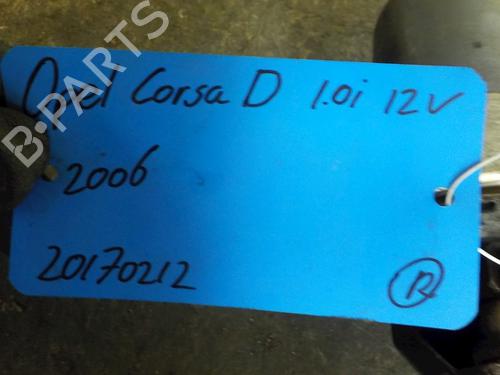 Opel Corsa D 1.0i 12V
2006
20170212
R
B-PARTS